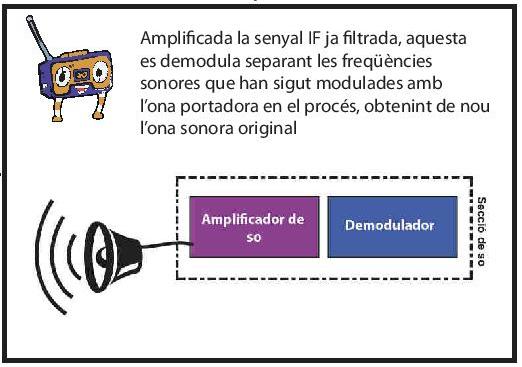 Amplificada la senyal IF ja filtrada, aquesta
es demodula separant les freqüències
sonores que han sigut modulades amb
l'ona portadora en el procés, obtenint de nou
l'ona sonora original
Amplificador de
so
Demodulador
Secció de so